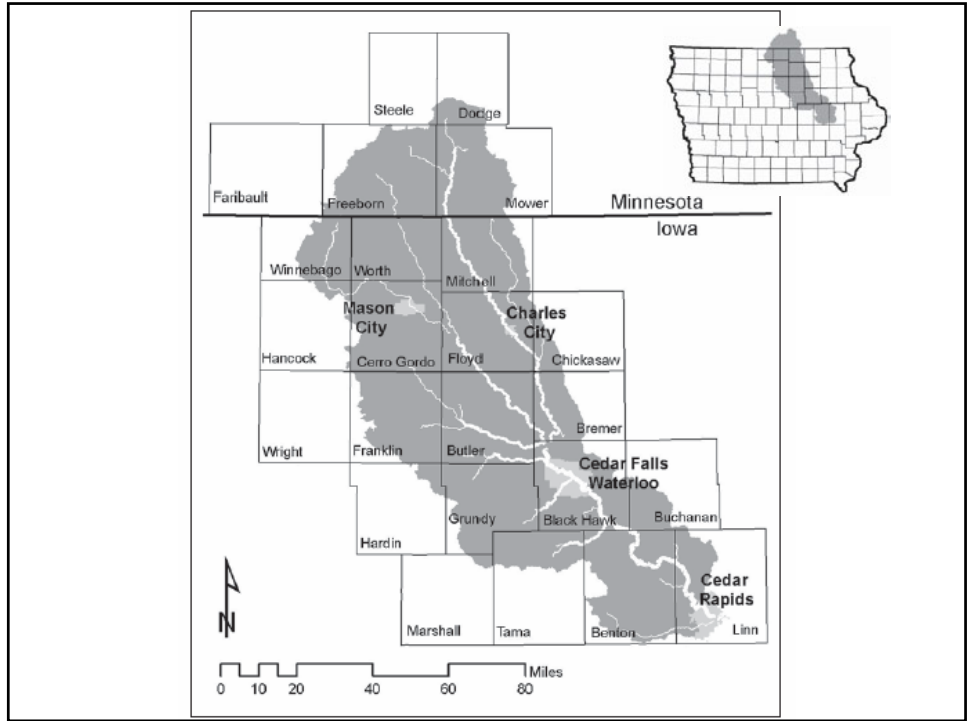 Steele
Dodge
Faribault
Freeborn
Mower
Minnesota
Iowa
Winnebago
Worth
Mitchell
Mason
City
Charles
City
Hancock
Cerro Gordo
Floyd
Chickasaw
Wright
Franklin
Butler
Bremer
Cedar Falls
Waterloo
Hardin
Grundy
Black Hawk
Buchanan
Cedar
Rapids
Marshall
Tama
Benton
Linn
N
Miles
0 10 20 40 60 80